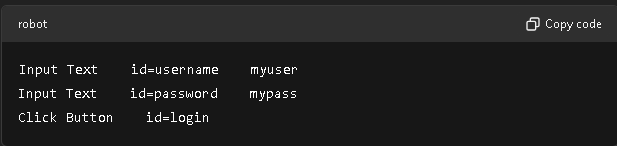 robot Copy code
Input Text    id=username    myuser
Input Text    id=password    mypass
Click Button    id=login